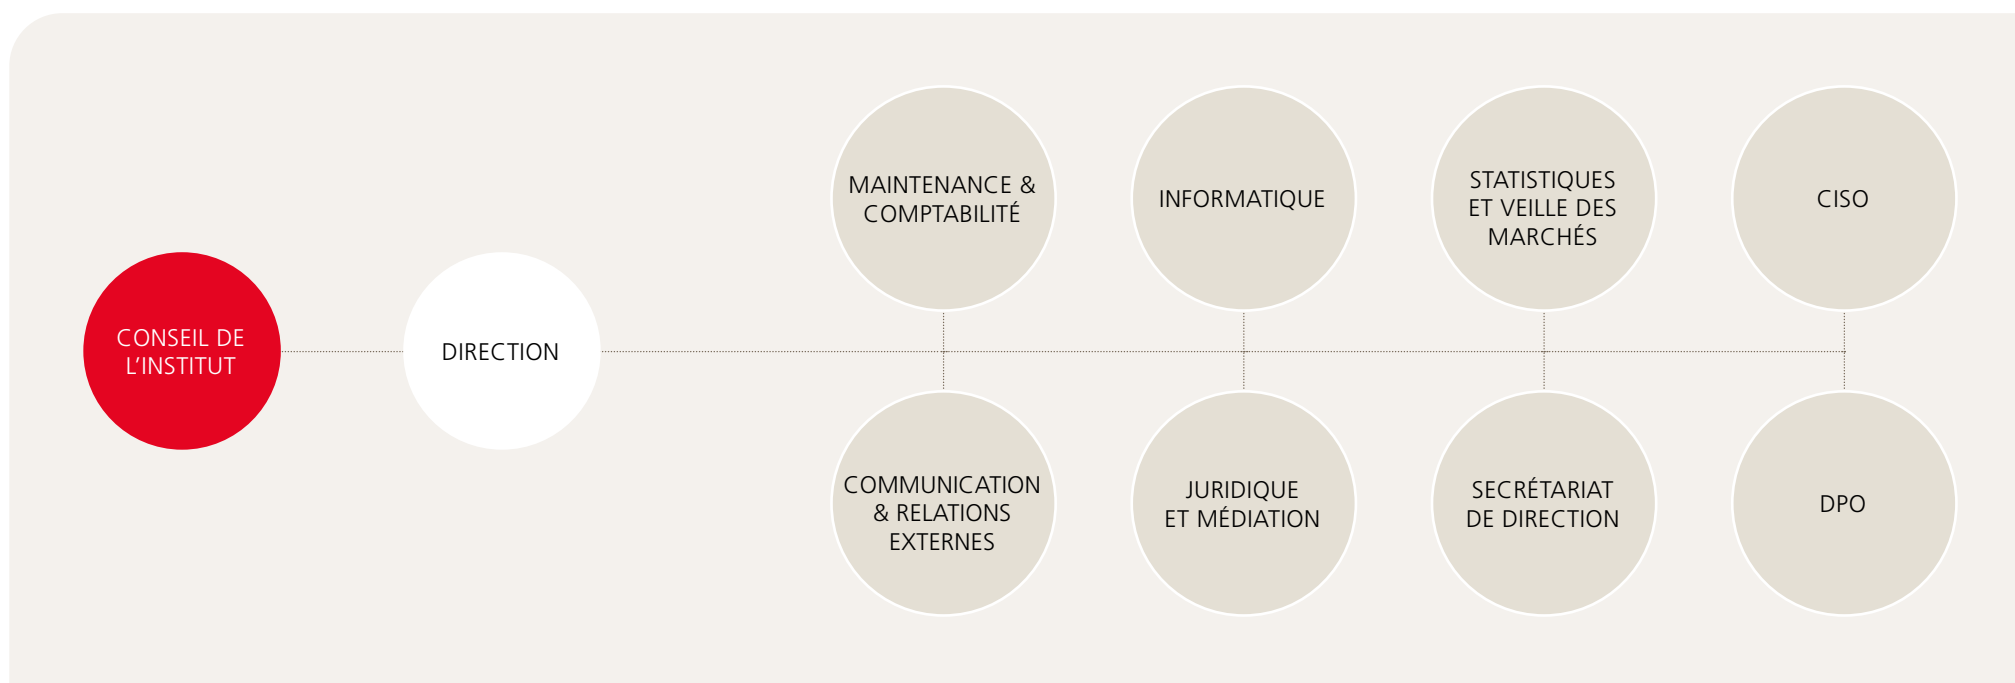 CONSEIL DE
L’INSTITUT
DIRECTION
MAINTENANCE &
COMPTABILITÉ
INFORMATIQUE
STATISTIQUES
ET VEILLE DES
MARCHÉS
CISO
COMMUNICATION
& RELATIONS
EXTERNES
JURIDIQUE
ET MÉDIATION
SECRÉTARIAT
DE DIRECTION
DPO